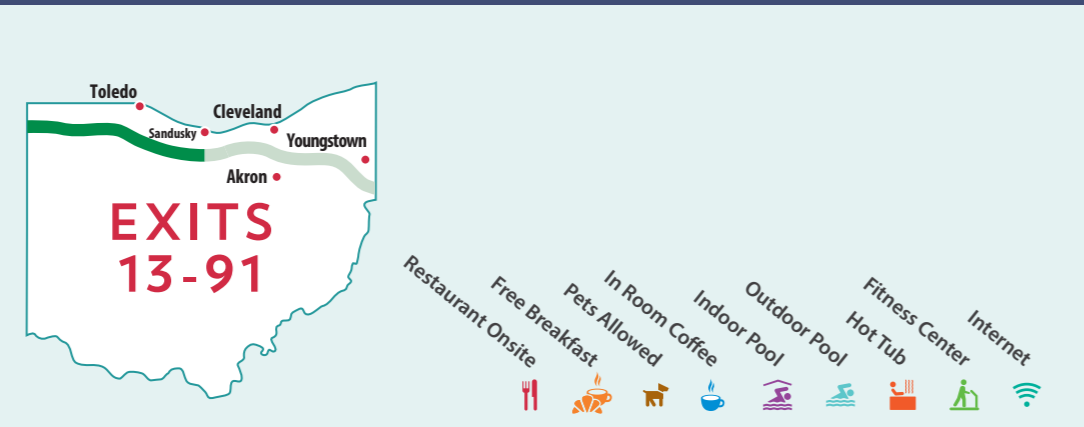 Toledo
Cleveland
Sandusky
Youngstown
Akron
EXITS
13-91
Restaurant Onsite
Free Breakfast
Pets Allowed
In Room Coffee
Indoor Pool
Outdoor Pool
Hot Tub
Fitness Center
Internet